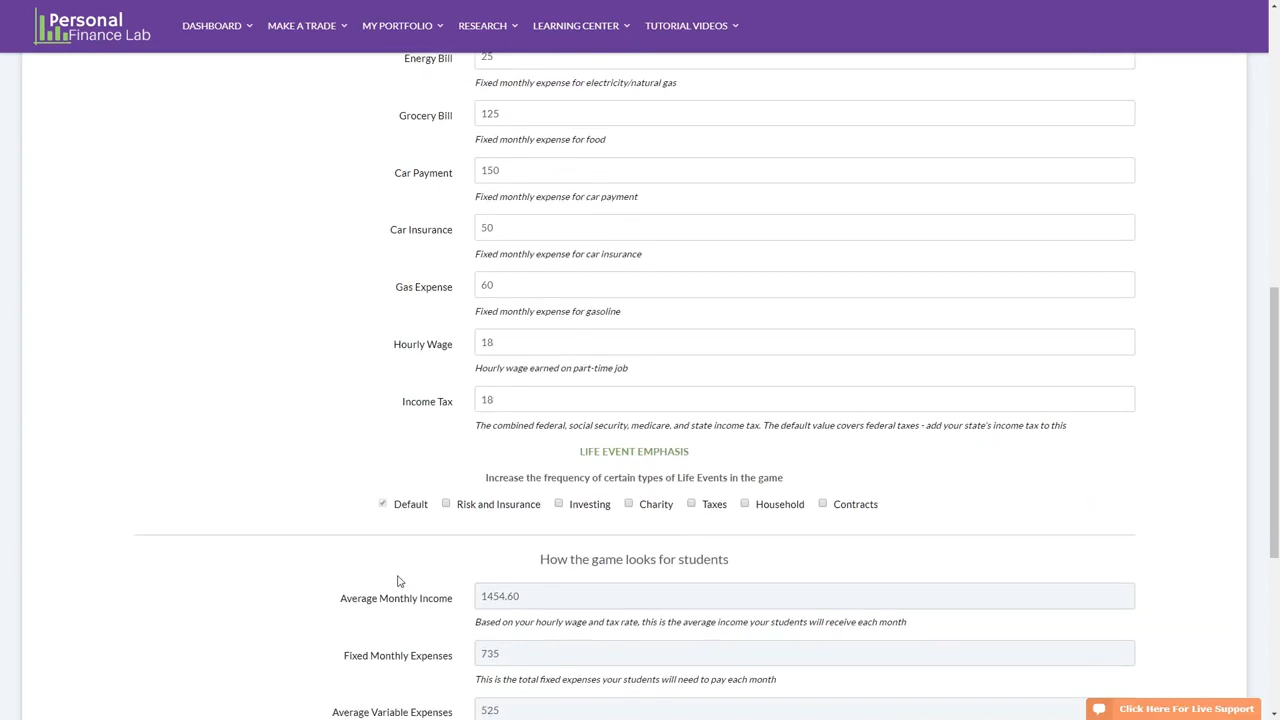 Personal
Finance Lab
DASHBOARD
MAKE A TRADE
MY PORTFOLIO
RESEARCH
LEARNING CENTER
TUTORIAL VIDEOS
Energy Bill
25
Fixed monthly expense for electricity/natural gas
Grocery Bill
125
Fixed monthly expense for food
Car Payment
150
Fixed monthly expense for car payment
Car Insurance
50
Fixed monthly expense for car insurance
Gas Expense
60
Fixed monthly expense for gasoline
Hourly Wage
18
Hourly wage earned on part-time job
Income Tax
18
The combined federal, social security, medicare, and state income tax. The default value covers federal taxes - add your state's income tax to this
LIFE EVENT EMPHASIS
Increase the frequency of certain types of Life Events in the game
Default Risk and Insurance Investing Charity Taxes Household Contracts
How the game looks for students
Average Monthly Income
1454.60
Based on your hourly wage and tax rate, this is the average income your students will receive each month
Fixed Monthly Expenses
735
This is the total fixed expenses your students will need to pay each month
Average Variable Expenses
525
Click Here For Live Support